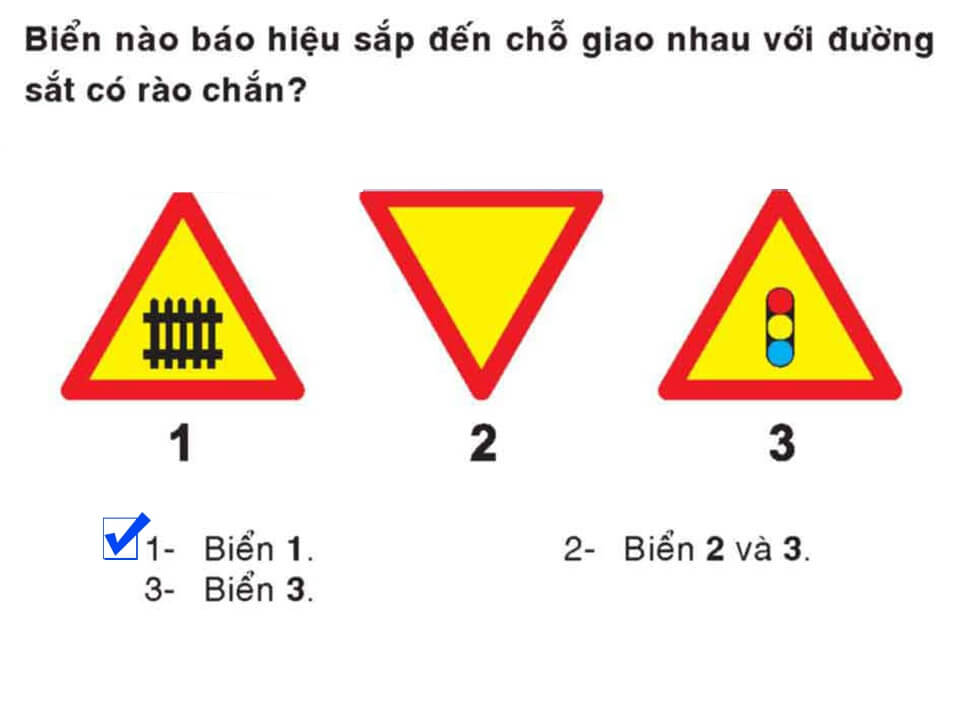 Biển nào báo hiệu sắp đến chỗ giao nhau với đường
sắt có rào chắn?
1 2 3
1- Biển 1. 2- Biển 2 và 3.
3- Biển 3.